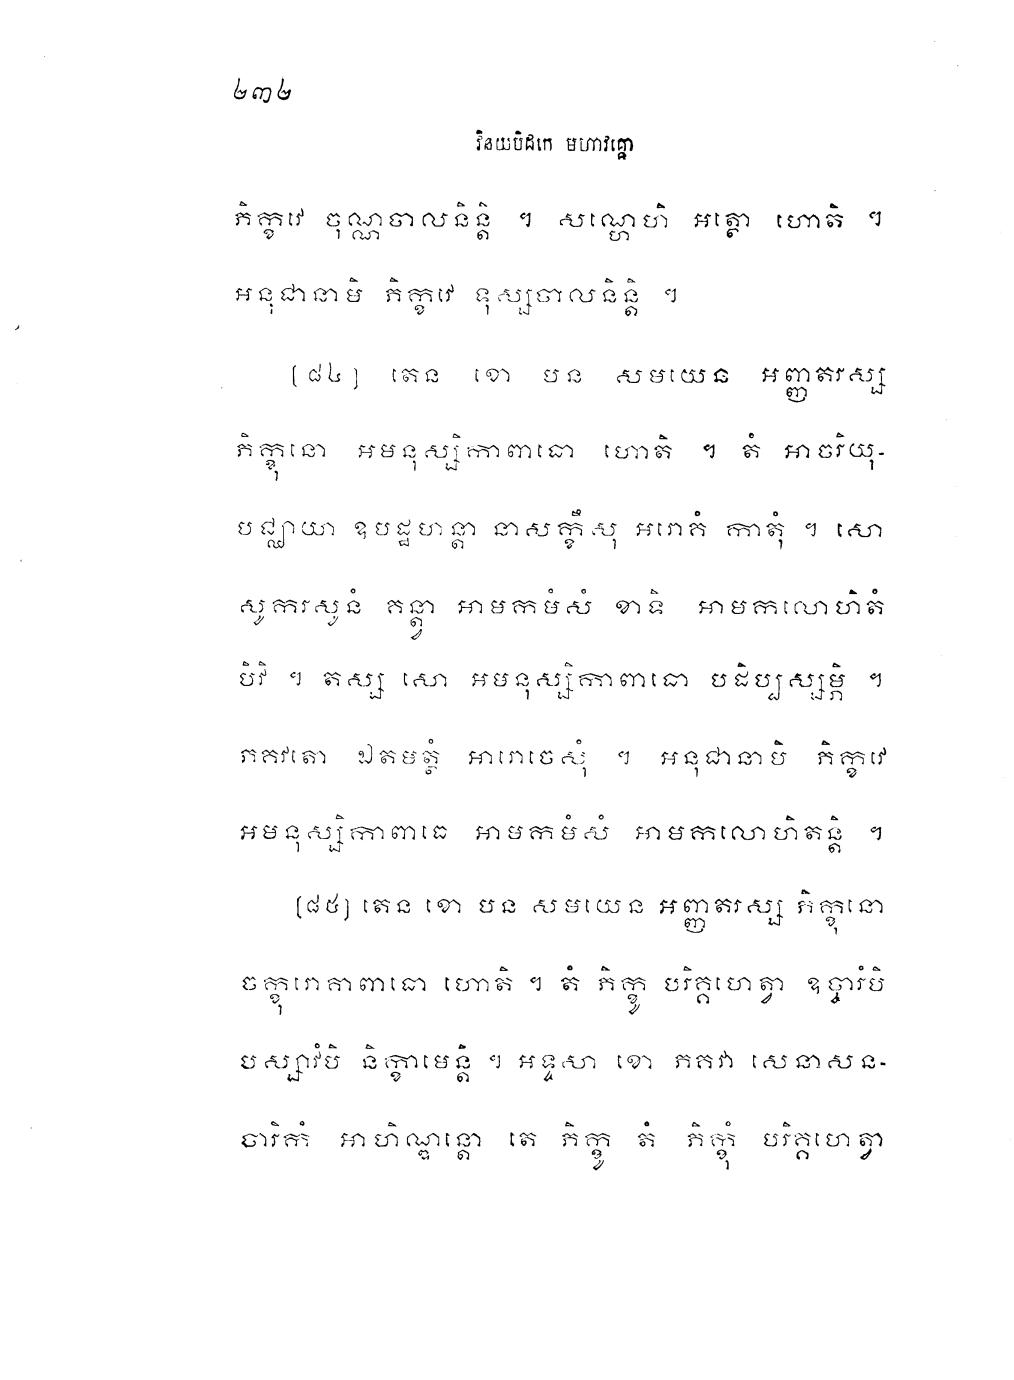 ២៣២
វិនយបិដកេ មហាវគ្គោ
ភិក្ខវេ ចុណ្ណចាលនិន្តិ ។ សណ្ហេហិ អត្ថោ ហោតិ ។
អនុជានាមិ ភិក្ខវេ ទុស្សចាលនិន្តិ ។
[៨៤] តេន ខោ បន សមយេន អញ្ញតរស្ស
ភិក្ខុនោ អមនុស្សិកាពាធោ ហោតិ ។ តំ អាចរិយុ-
បជ្ឈាយា ឧបដ្ឋហន្តា នាសក្ខឹសុ អរោគំ កាតុំ ។ សោ
សូករសូនំ គន្ត្វា អាមកមំសំ ខាទិ អាមកលោហិតំ
បិវិ ។ តស្ស សោ អមនុស្សិកាពាធោ បដិប្បស្សម្ភិ ។
ភគវតោ ឯតមត្ថំ អារោចេសុំ ។ អនុជានាមិ ភិក្ខវេ
អមនុស្សិកាពាធេ អាមកមំសំ អាមកលោហិតន្តិ ។
[៨៥] តេន ខោ បន សមយេន អញ្ញតរស្ស ភិក្ខុនោ
ចក្ខុរោគាពាធោ ហោតិ ។ តំ ភិក្ខូ បរិគ្គហេត្វា ឧច្ចារំបិ
បស្សាវំបិ និក្ខាមេន្តិ ។ អទ្ទសា ខោ ភគវា សេនាសន-
ចារិកំ អាហិណ្ឌន្តោ តេ ភិក្ខូ តំ ភិក្ខុំ បរិគ្គហេត្វា